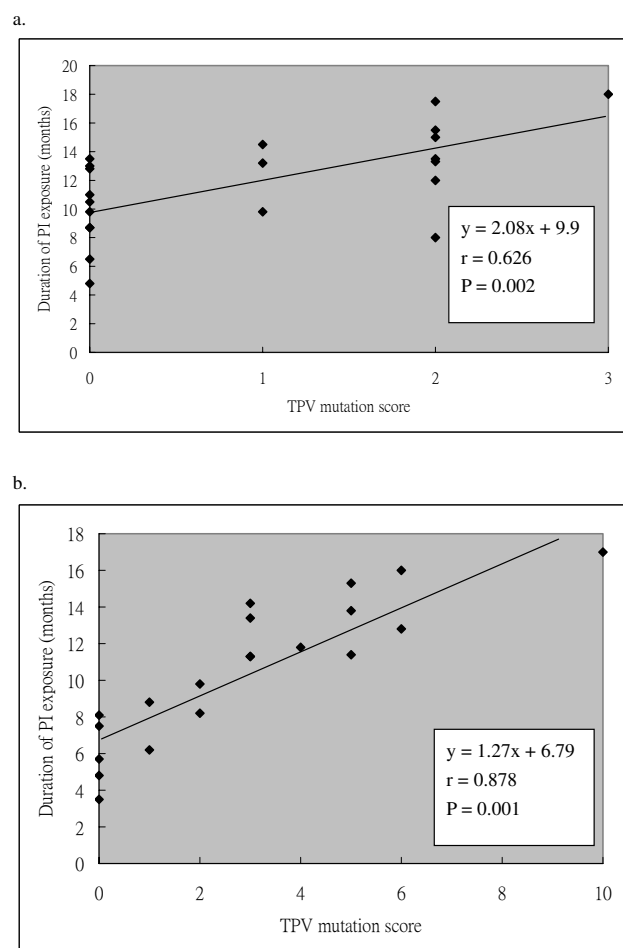 a.
20
18
16
14
12
10
8
6
4
2
0
Duration of PI exposure (months)
y = 2.08x + 9.9
r = 0.626
P = 0.002
0 1 2 3
TPV mutation score
b.
18
16
14
12
10
8
6
4
2
0
Duration of PI exposure (months)
y = 1.27x + 6.79
r = 0.878
P = 0.001
0 2 4 6 8 10
TPV mutation score